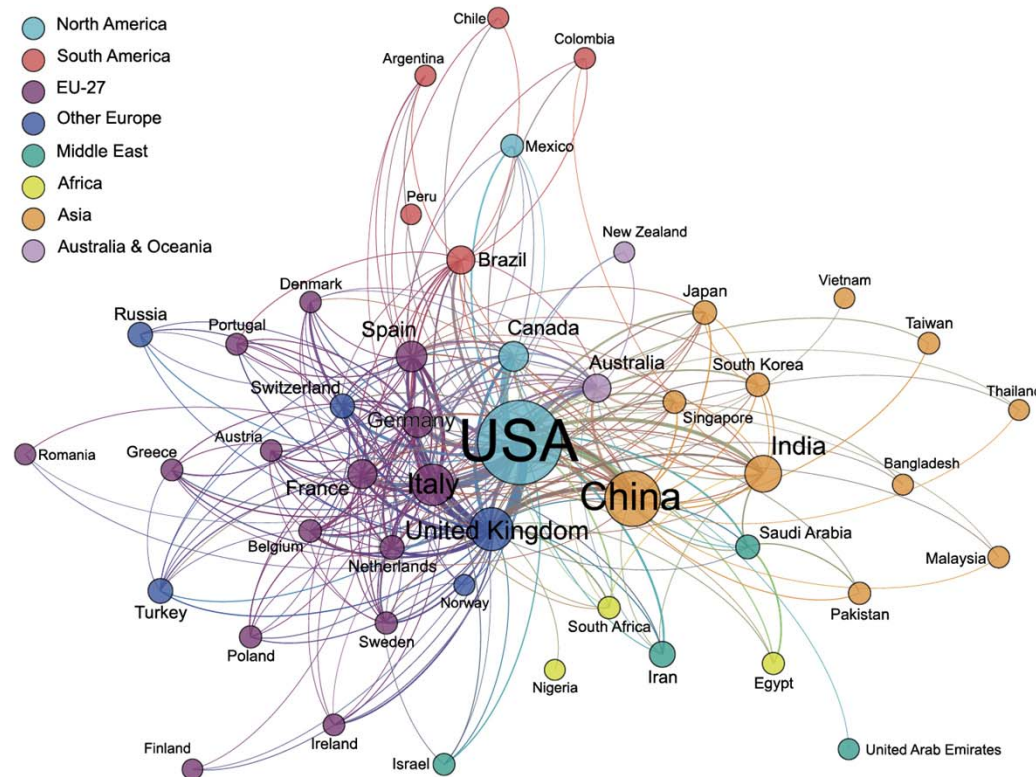 North America
South America
EU-27
Other Europe
Middle East
Africa
Asia
Australia & Oceania
Chile
Colombia
Argentina
Mexico
Peru
New Zealand
Brazil
Denmark
Japan
Vietnam
Russia
Portugal
Spain
Canada
Taiwan
Switzerland
Australia
South Korea
Thailand
Germany
Singapore
Romania
Greece
Austria
USA
India
France
Italy
China
Bangladesh
Belgium
United Kingdom
Saudi Arabia
Netherlands
Malaysia
Turkey
Norway
Pakistan
Poland
Sweden
South Africa
Nigeria
Iran
Egypt
Finland
Ireland
Israel
United Arab Emirates